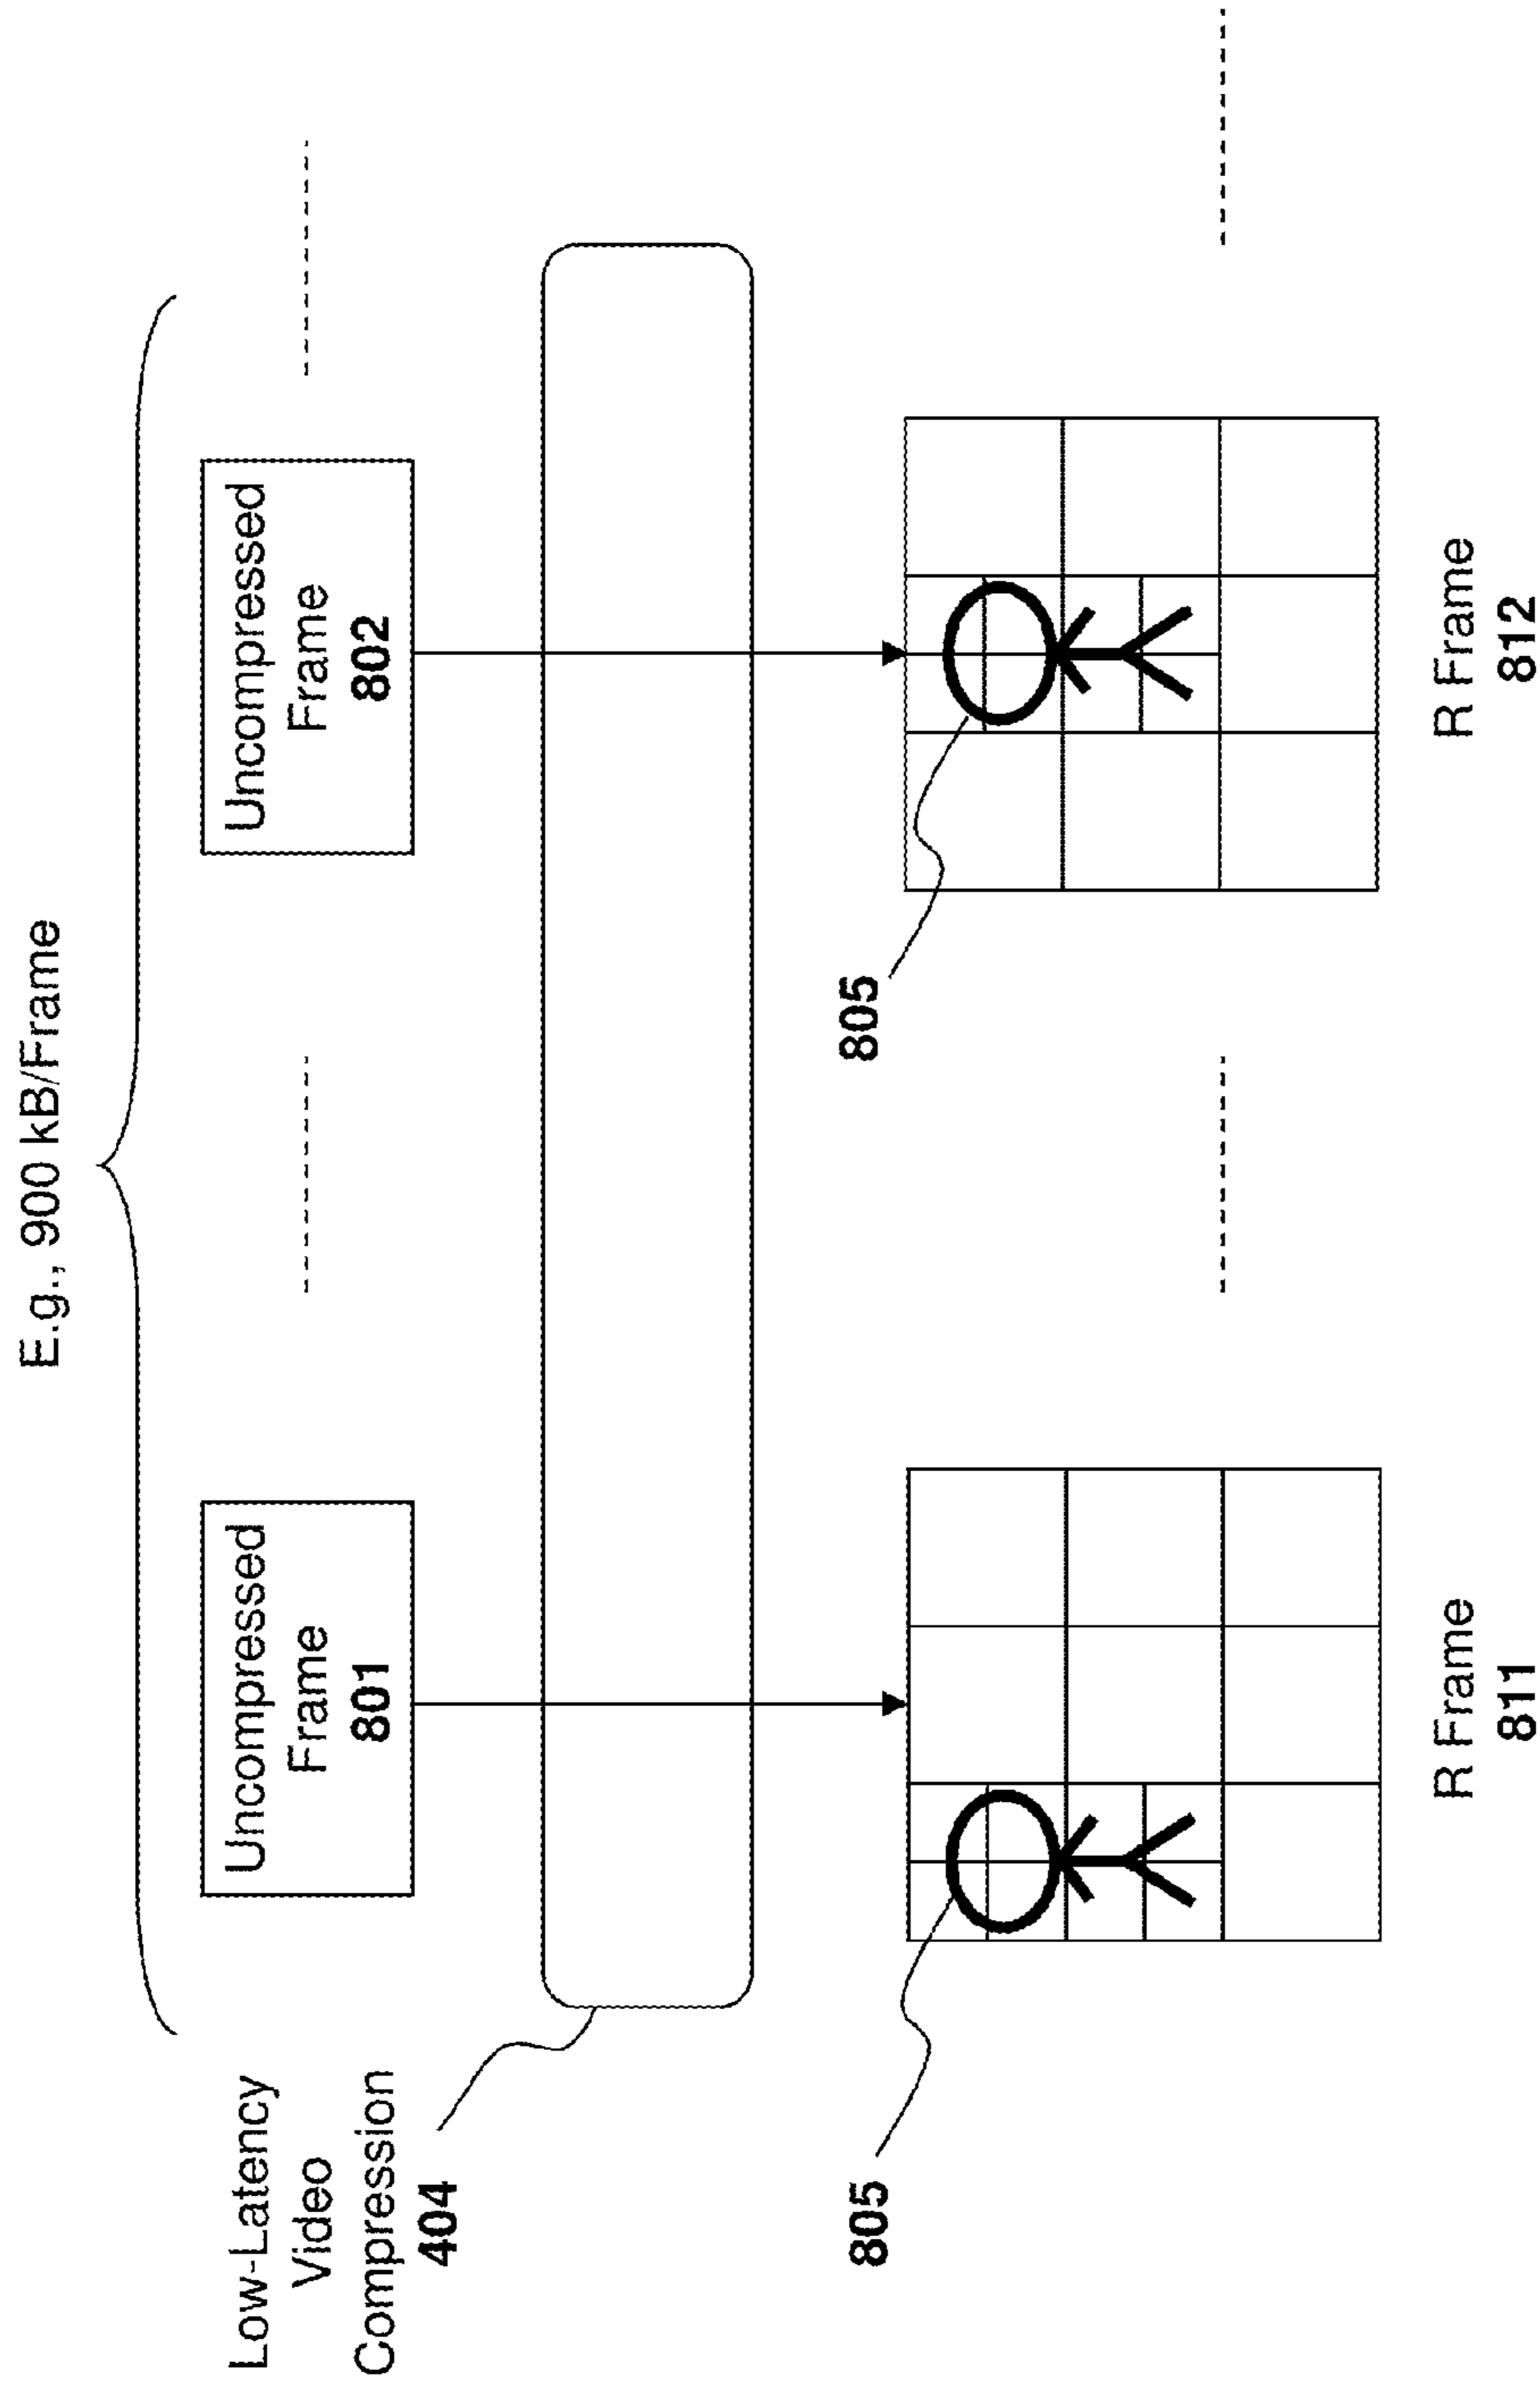 E.g., 900 kB/Frame
Low-Latency
Video
Compression
404
Uncompressed
Frame
801
Uncompressed
Frame
802
805
805
R Frame
811
R Frame
812